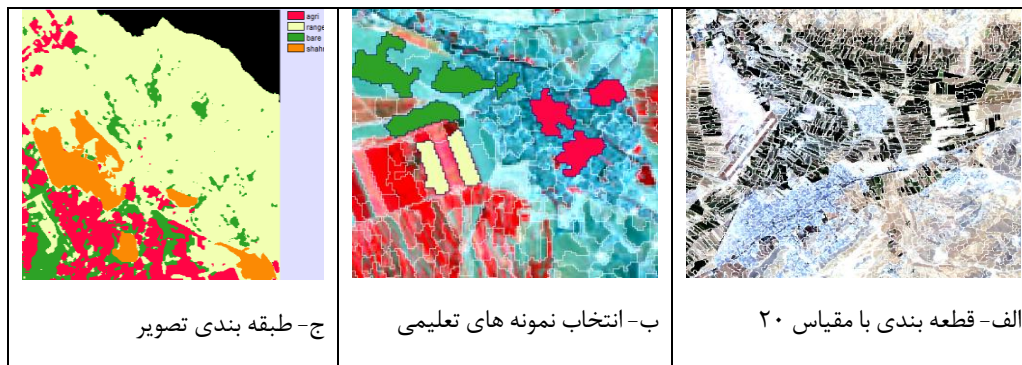 agri
range
bare
shahr
الف- قطعه بندی با مقیاس ۲۰
ب- انتخاب نمونه های تعلیمی
ج- طبقه بندی تصویر